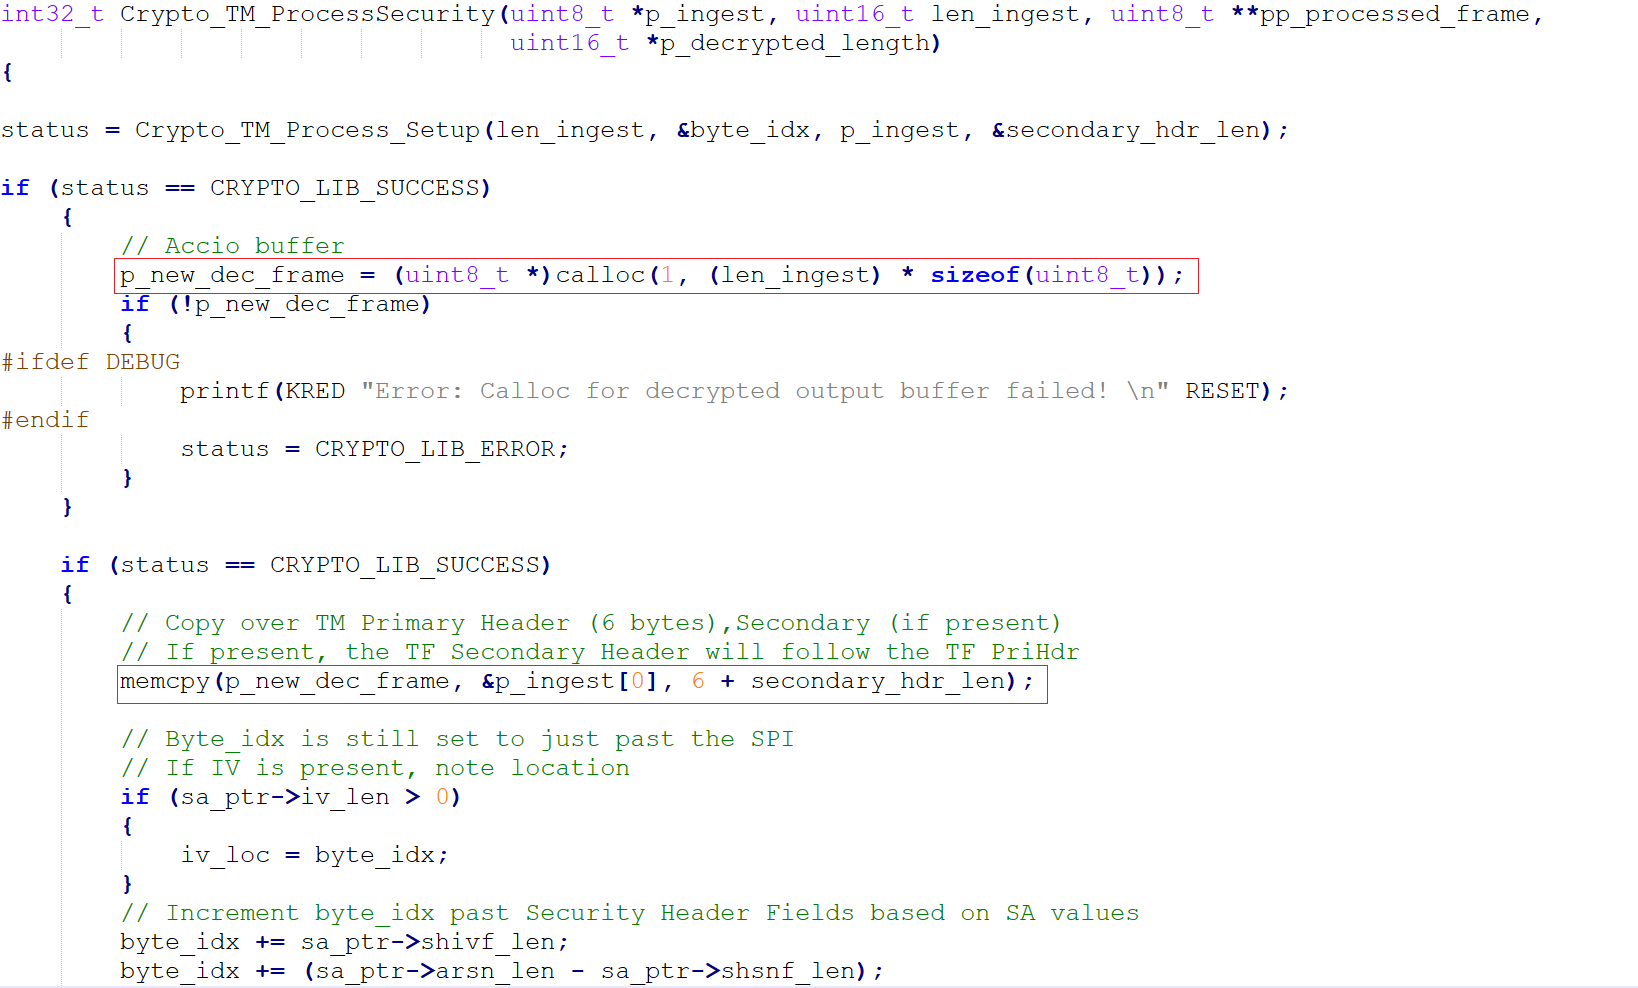 int32_t Crypto_TM_ProcessSecurity(uint8_t *p_ingest, uint16_t len_ingest, uint8_t **pp_processed_frame,
uint16_t *p_decrypted_length)
{
status = Crypto_TM_Process_Setup(len_ingest, &byte_idx, p_ingest, &secondary_hdr_len);
if (status == CRYPTO_LIB_SUCCESS)
{
// Accio buffer
p_new_dec_frame = (uint8_t *)calloc(1, (len_ingest) * sizeof(uint8_t));
if (!p_new_dec_frame)
{
#ifdef DEBUG
printf(KRED "Error: Calloc for decrypted output buffer failed! \n" RESET);
#endif
status = CRYPTO_LIB_ERROR;
}
}
if (status == CRYPTO_LIB_SUCCESS)
{
// Copy over TM Primary Header (6 bytes),Secondary (if present)
// If present, the TF Secondary Header will follow the TF PriHdr
memcpy(p_new_dec_frame, &p_ingest[0], 6 + secondary_hdr_len);
// Byte_idx is still set to just past the SPI
// If IV is present, note location
if (sa_ptr->iv_len > 0)
{
iv_loc = byte_idx;
}
// Increment byte_idx past Security Header Fields based on SA values
byte_idx += sa_ptr->shivf_len;
byte_idx += (sa_ptr->arsn_len - sa_ptr->shsnf_len);